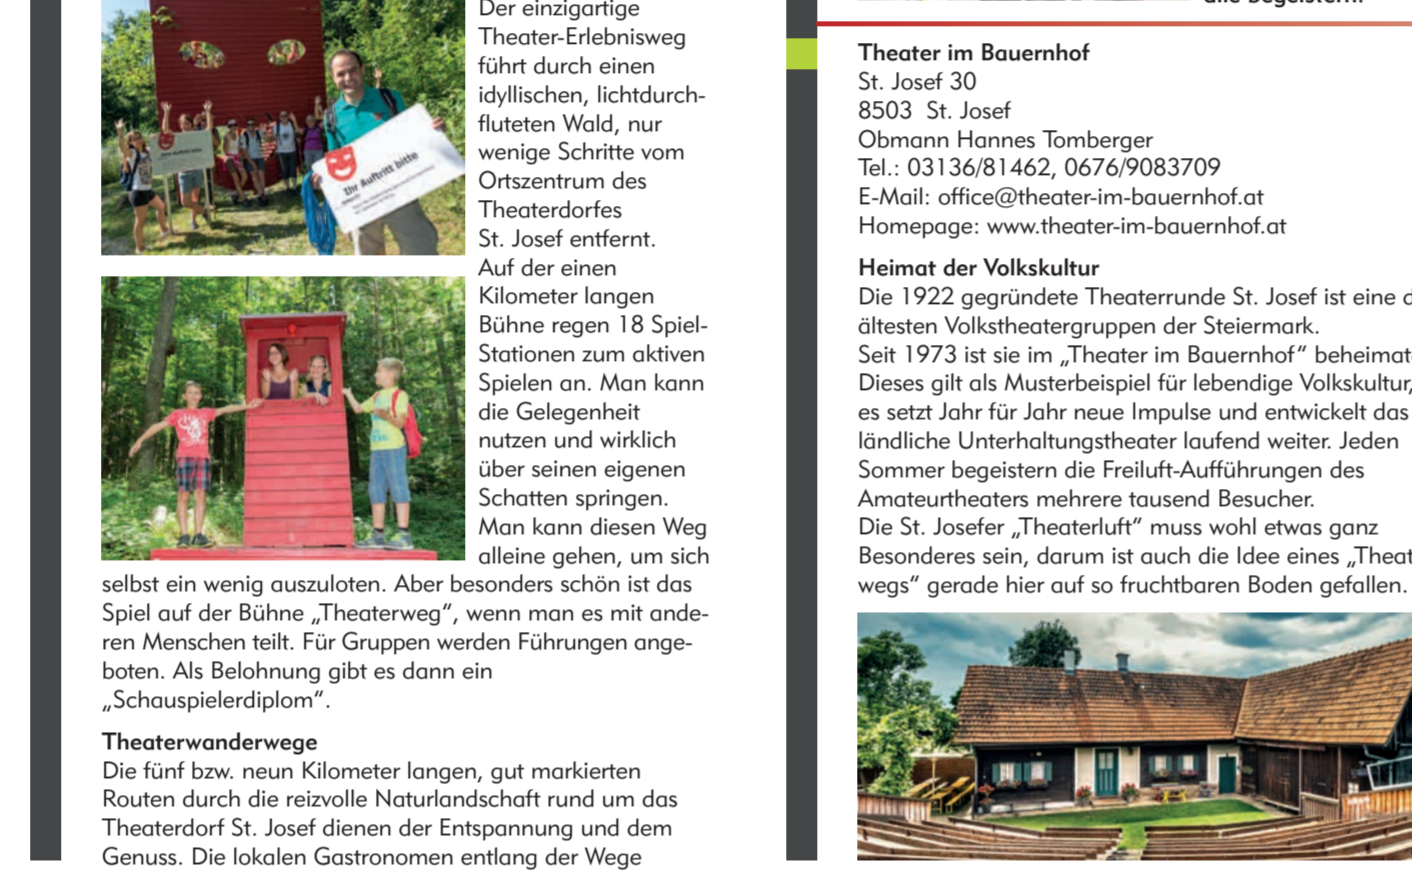 Der einzigartige
Theater-Erlebnisweg
führt durch einen
idyllischen, lichtdurch-
fluteten Wald, nur
wenige Schritte vom
Ortszentrum des
Theaterdorfes
St. Josef entfernt.
Auf der einen
Kilometer langen
Bühne regen 18 Spiel-
Stationen zum aktiven
Spielen an. Man kann
die Gelegenheit
nutzen und wirklich
über seinen eigenen
Schatten springen.
Man kann diesen Weg
alleine gehen, um sich
selbst ein wenig auszuloten. Aber besonders schön ist das
Spiel auf der Bühne „Theaterweg“, wenn man es mit ande-
ren Menschen teilt. Für Gruppen werden Führungen ange-
boten. Als Belohnung gibt es dann ein
„Schauspielerdiplom“.
Theaterwanderwege
Die fünf bzw. neun Kilometer langen, gut markierten
Routen durch die reizvolle Naturlandschaft rund um das
Theaterdorf St. Josef dienen der Entspannung und dem
Genuss. Die lokalen Gastronomen entlang der Wege
Ihr Auftritt bitte
alle begeistern.
Theater im Bauernhof
St. Josef 30
8503 St. Josef
Obmann Hannes Tomberger
Tel.: 03136/81462, 0676/9083709
E-Mail: office@theater-im-bauernhof.at
Homepage: www.theater-im-bauernhof.at
Heimat der Volkskultur
Die 1922 gegründete Theaterrunde St. Josef ist eine d
ältesten Volkstheatergruppen der Steiermark.
Seit 1973 ist sie im „Theater im Bauernhof“ beheimat
Dieses gilt als Musterbeispiel für lebendige Volkskultur,
es setzt Jahr für Jahr neue Impulse und entwickelt das
ländliche Unterhaltungstheater laufend weiter. Jeden
Sommer begeistern die Freiluft-Aufführungen des
Amateurtheaters mehrere tausend Besucher.
Die St. Josefer „Theaterluft“ muss wohl etwas ganz
Besonderes sein, darum ist auch die Idee eines „Theat
wegs“ gerade hier auf so fruchtbaren Boden gefallen.